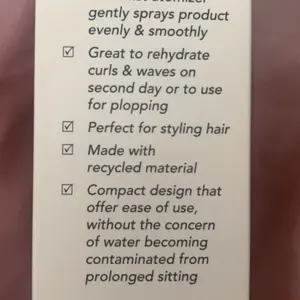 gently sprays product
evenly & smoothly
☑ Great to rehydrate
curls & waves on
second day or to use
for plopping
☑ Perfect for styling hair
☑ Made with
recycled material
☑ Compact design that
offer ease of use,
without the concern
of water becoming
contaminated from
prolonged sitting